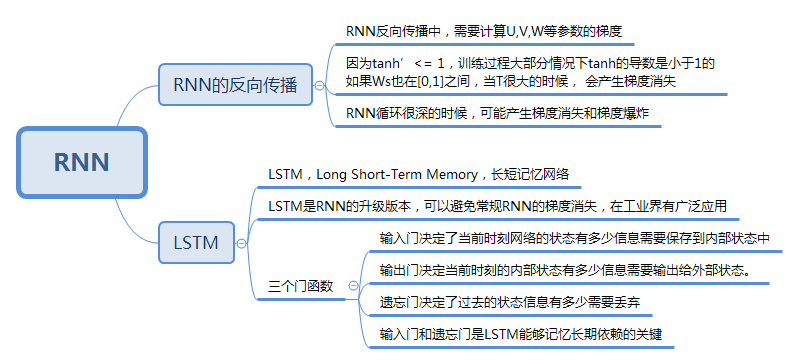 RNN
RNN的反向传播
RNN反向传播中，需要计算U,V,W等参数的梯度
因为tanh’ <= 1，训练过程大部分情况下tanh的导数是小于1的
如果Ws也在[0,1]之间，当T很大的时候， 会产生梯度消失
RNN循环很深的时候，可能产生梯度消失和梯度爆炸
LSTM
LSTM，Long Short-Term Memory，长短记忆网络
LSTM是RNN的升级版本，可以避免常规RNN的梯度消失，在工业界有广泛应用
三个门函数
输入门决定了当前时刻网络的状态有多少信息需要保存到内部状态中
输出门决定当前时刻的内部状态有多少信息需要输出给外部状态。
遗忘门决定了过去的状态信息有多少需要丢弃
输入门和遗忘门是LSTM能够记忆长期依赖的关键